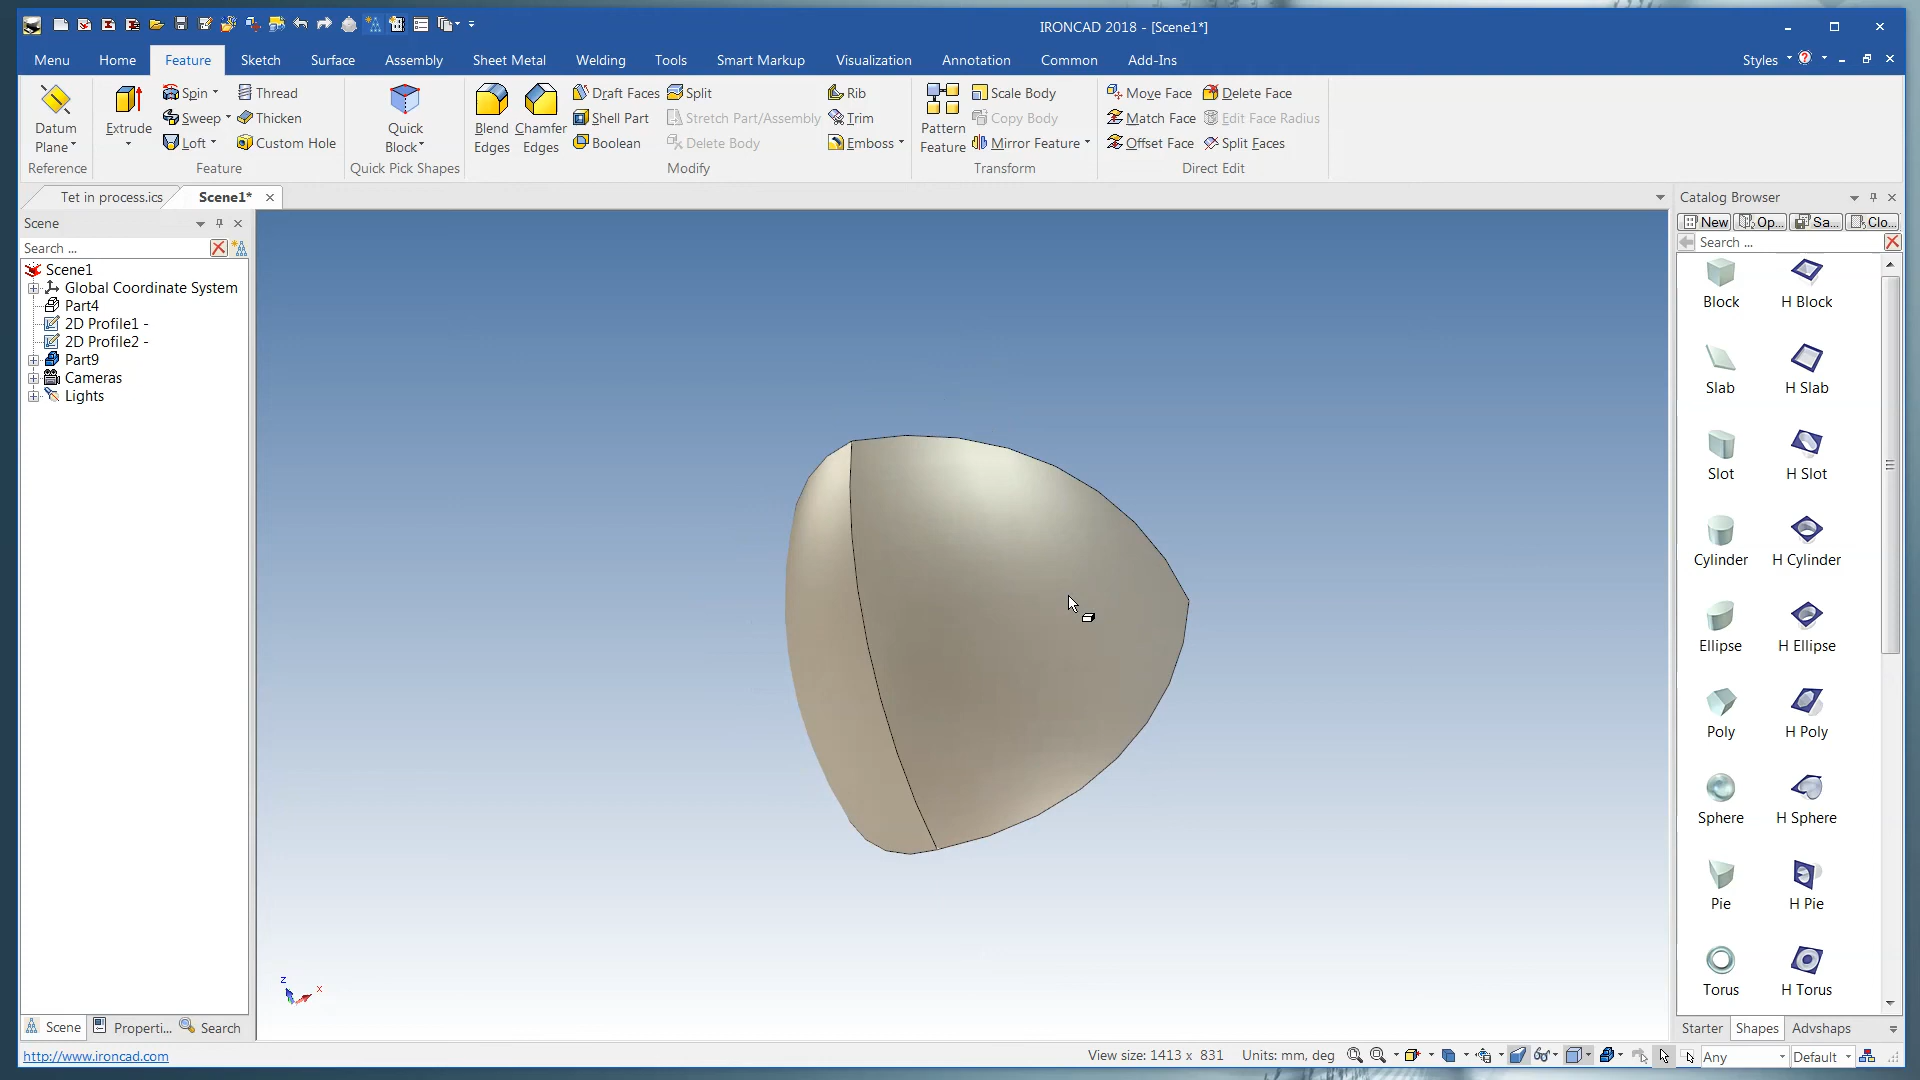 IRONCAD 2018 - [Scene1*]
Menu Home Feature Sketch Surface Assembly Sheet Metal Welding Tools Smart Markup Visualization Annotation Common Add-Ins Styles
Datum Plane
Reference
Extrude
Spin
Sweep
Loft
Thread
Thicken
Custom Hole
Feature
Quick Block
Quick Pick Shapes
Blend Edges
Chamfer Edges
Draft Faces
Shell Part
Boolean
Split
Stretch Part/Assembly
Delete Body
Rib
Trim
Emboss
Modify
Pattern Feature
Scale Body
Copy Body
Mirror Feature
Transform
Move Face
Match Face
Offset Face
Delete Face
Edit Face Radius
Split Faces
Direct Edit
Tet in process.ics
Scene1*
Scene
Search ...
Scene1
Global Coordinate System
Part4
2D Profile1 -
2D Profile2 -
Part9
Cameras
Lights
z
x
Scene Properti... Search
Catalog Browser
New Op... Sa... Clo...
Search ...
Block H Block
Slab H Slab
Slot H Slot
Cylinder H Cylinder
Ellipse H Ellipse
Poly H Poly
Sphere H Sphere
Pie H Pie
Torus H Torus
Starter Shapes Advshaps
http://www.ironcad.com
View size: 1413 x 831 Units: mm, deg
Any
Default